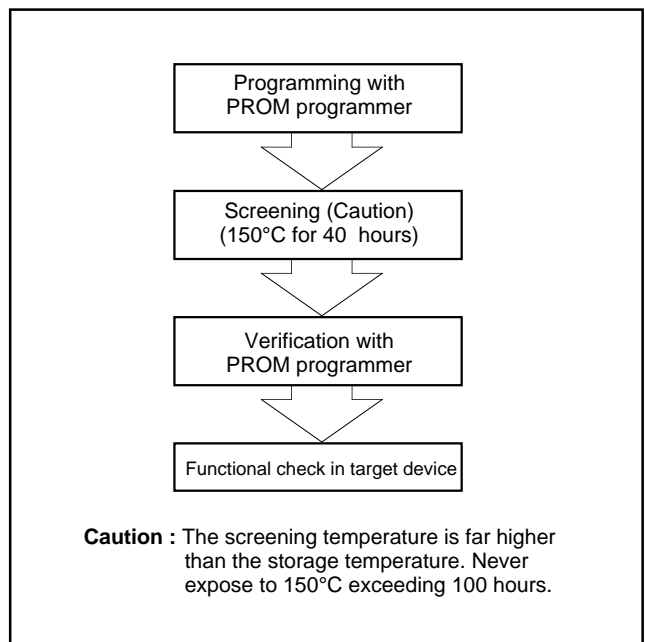 Programming with
PROM programmer
Screening (Caution)
(150°C for 40 hours)
Verification with
PROM programmer
Functional check in target device
Caution : The screening temperature is far higher
than the storage temperature. Never
expose to 150°C exceeding 100 hours.